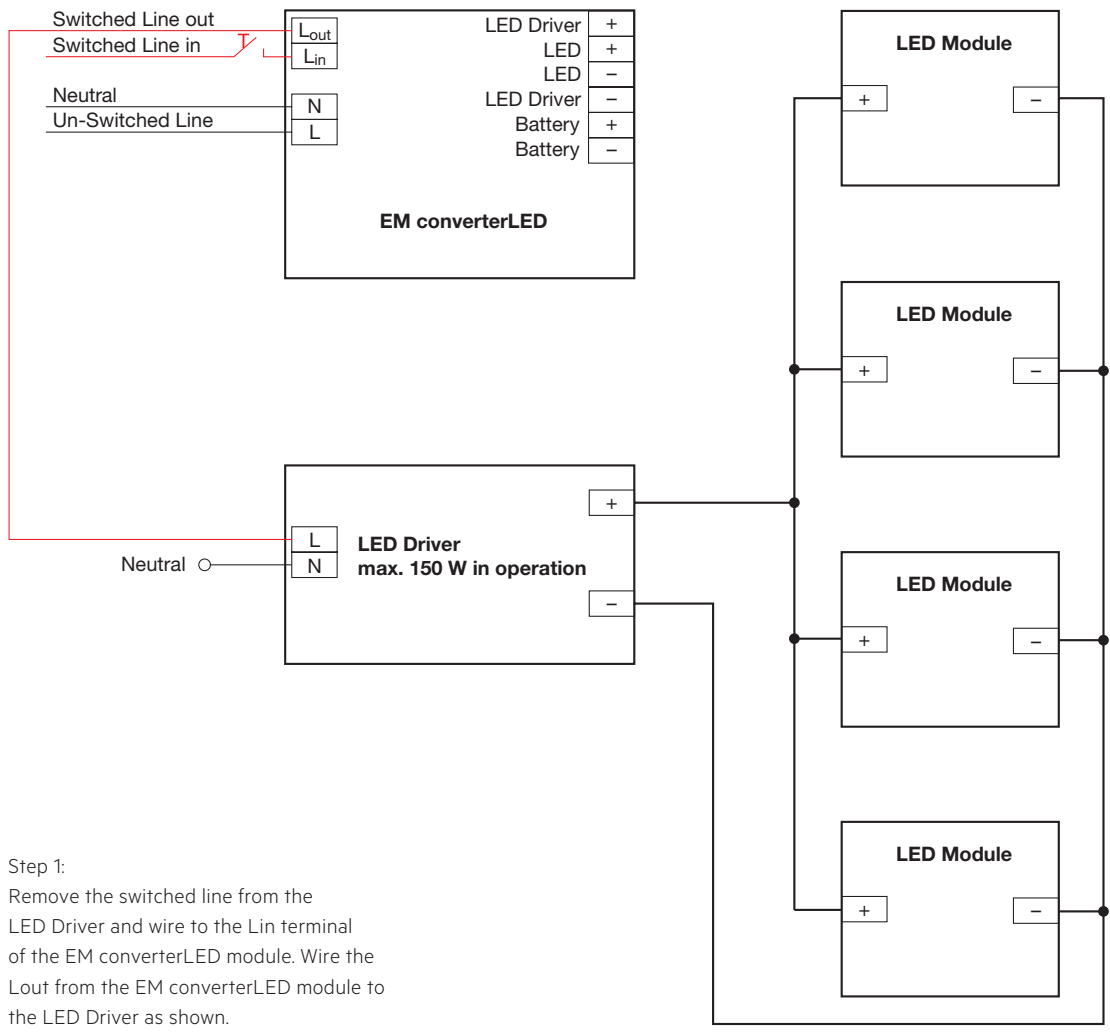 Switched Line out
Switched Line in
Neutral
Un-Switched Line
Lout
Lin
N
L
LED Driver +
LED +
LED –
LED Driver –
Battery +
Battery –
EM converterLED
LED Module
+ –
LED Module
+ –
L
N
Neutral
LED Driver
max. 150 W in operation
+
–
LED Module
+ –
LED Module
+ –
Step 1:
Remove the switched line from the
LED Driver and wire to the Lin terminal
of the EM converterLED module. Wire the
Lout from the EM converterLED module to
the LED Driver as shown.